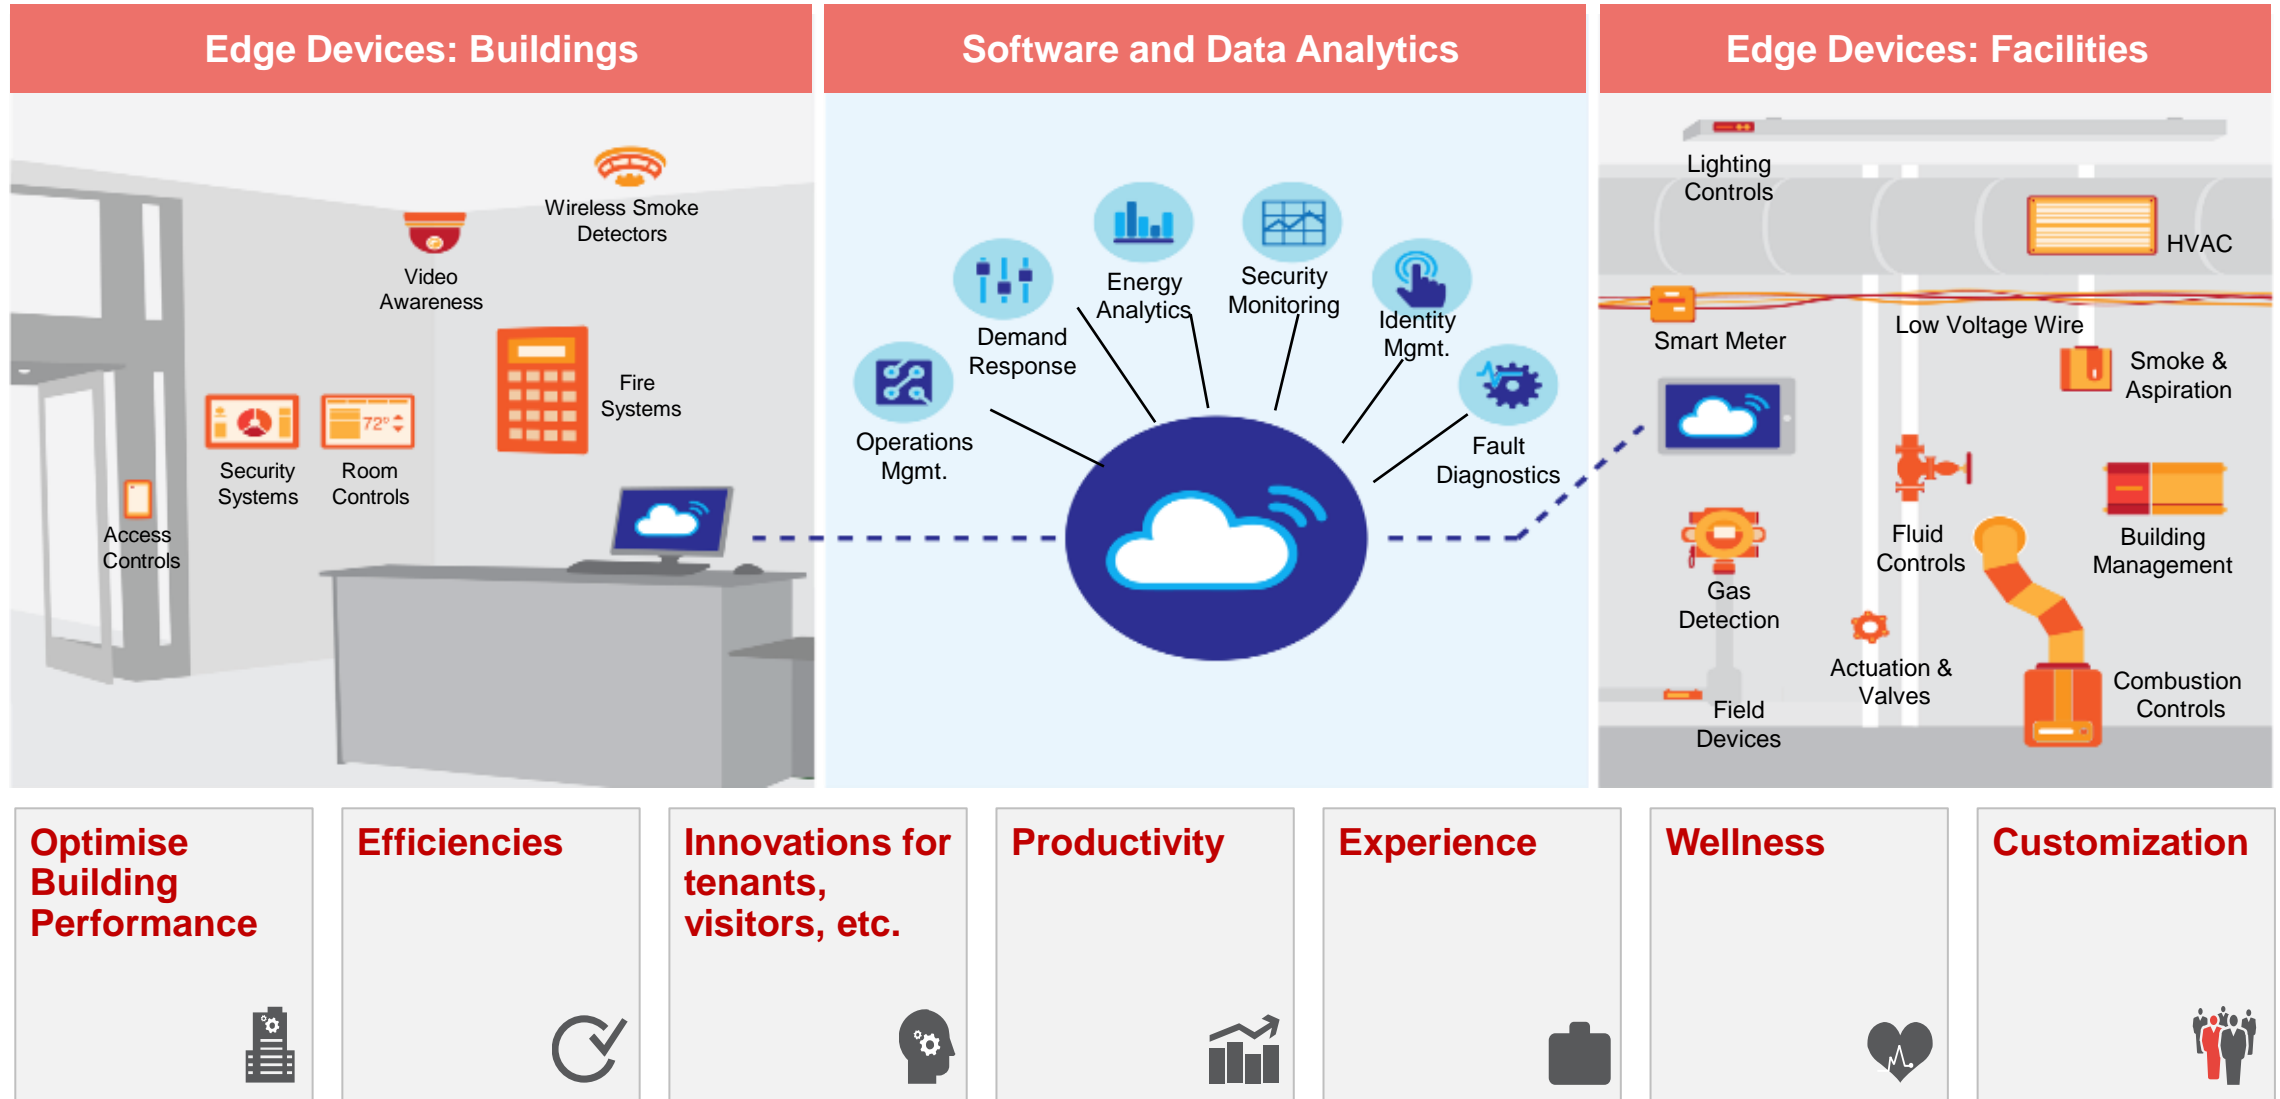 Edge Devices: Buildings
Software and Data Analytics
Edge Devices: Facilities
Wireless Smoke
Detectors
Video
Awareness
Fire
Systems
Security
Systems
Room
Controls
72°
Access
Controls
Operations
Mgmt.
Demand
Response
Energy
Analytics
Security
Monitoring
Identity
Mgmt.
Fault
Diagnostics
Lighting
Controls
HVAC
Smart Meter
Low Voltage Wire
Smoke &
Aspiration
Fluid
Controls
Building
Management
Gas
Detection
Actuation &
Valves
Combustion
Controls
Field
Devices
Optimise
Building
Performance
Efficiencies
Innovations for
tenants,
visitors, etc.
Productivity
Experience
Wellness
Customization